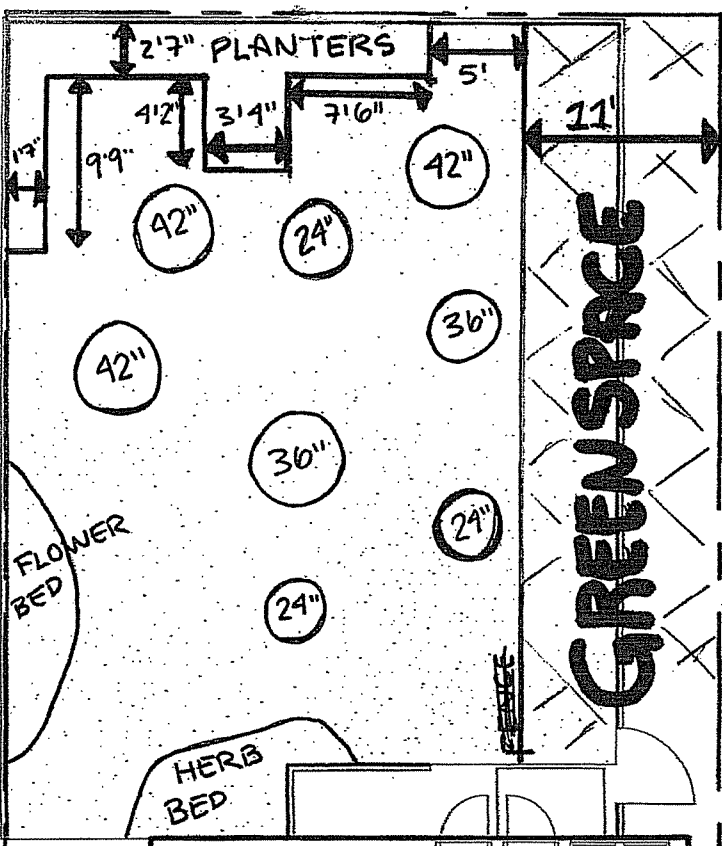 2'7" PLANTERS
5'
4'2"
3'4"
7'6"
11'
1'7"
9'9"
42"
42"
24"
36"
42"
36"
24"
24"
FLOWER
BED
GREENSPACE
HERB
BED